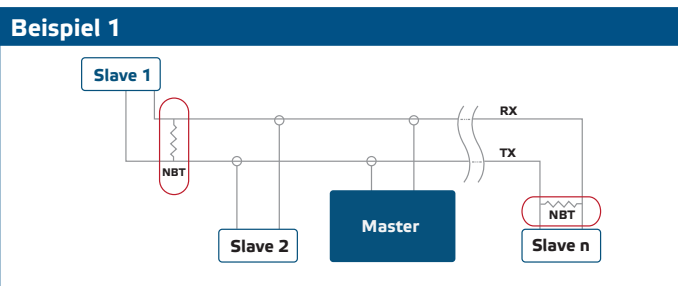 Beispiel 1
Slave 1
RX
TX
NBT
Master
NBT
Slave 2
Slave n